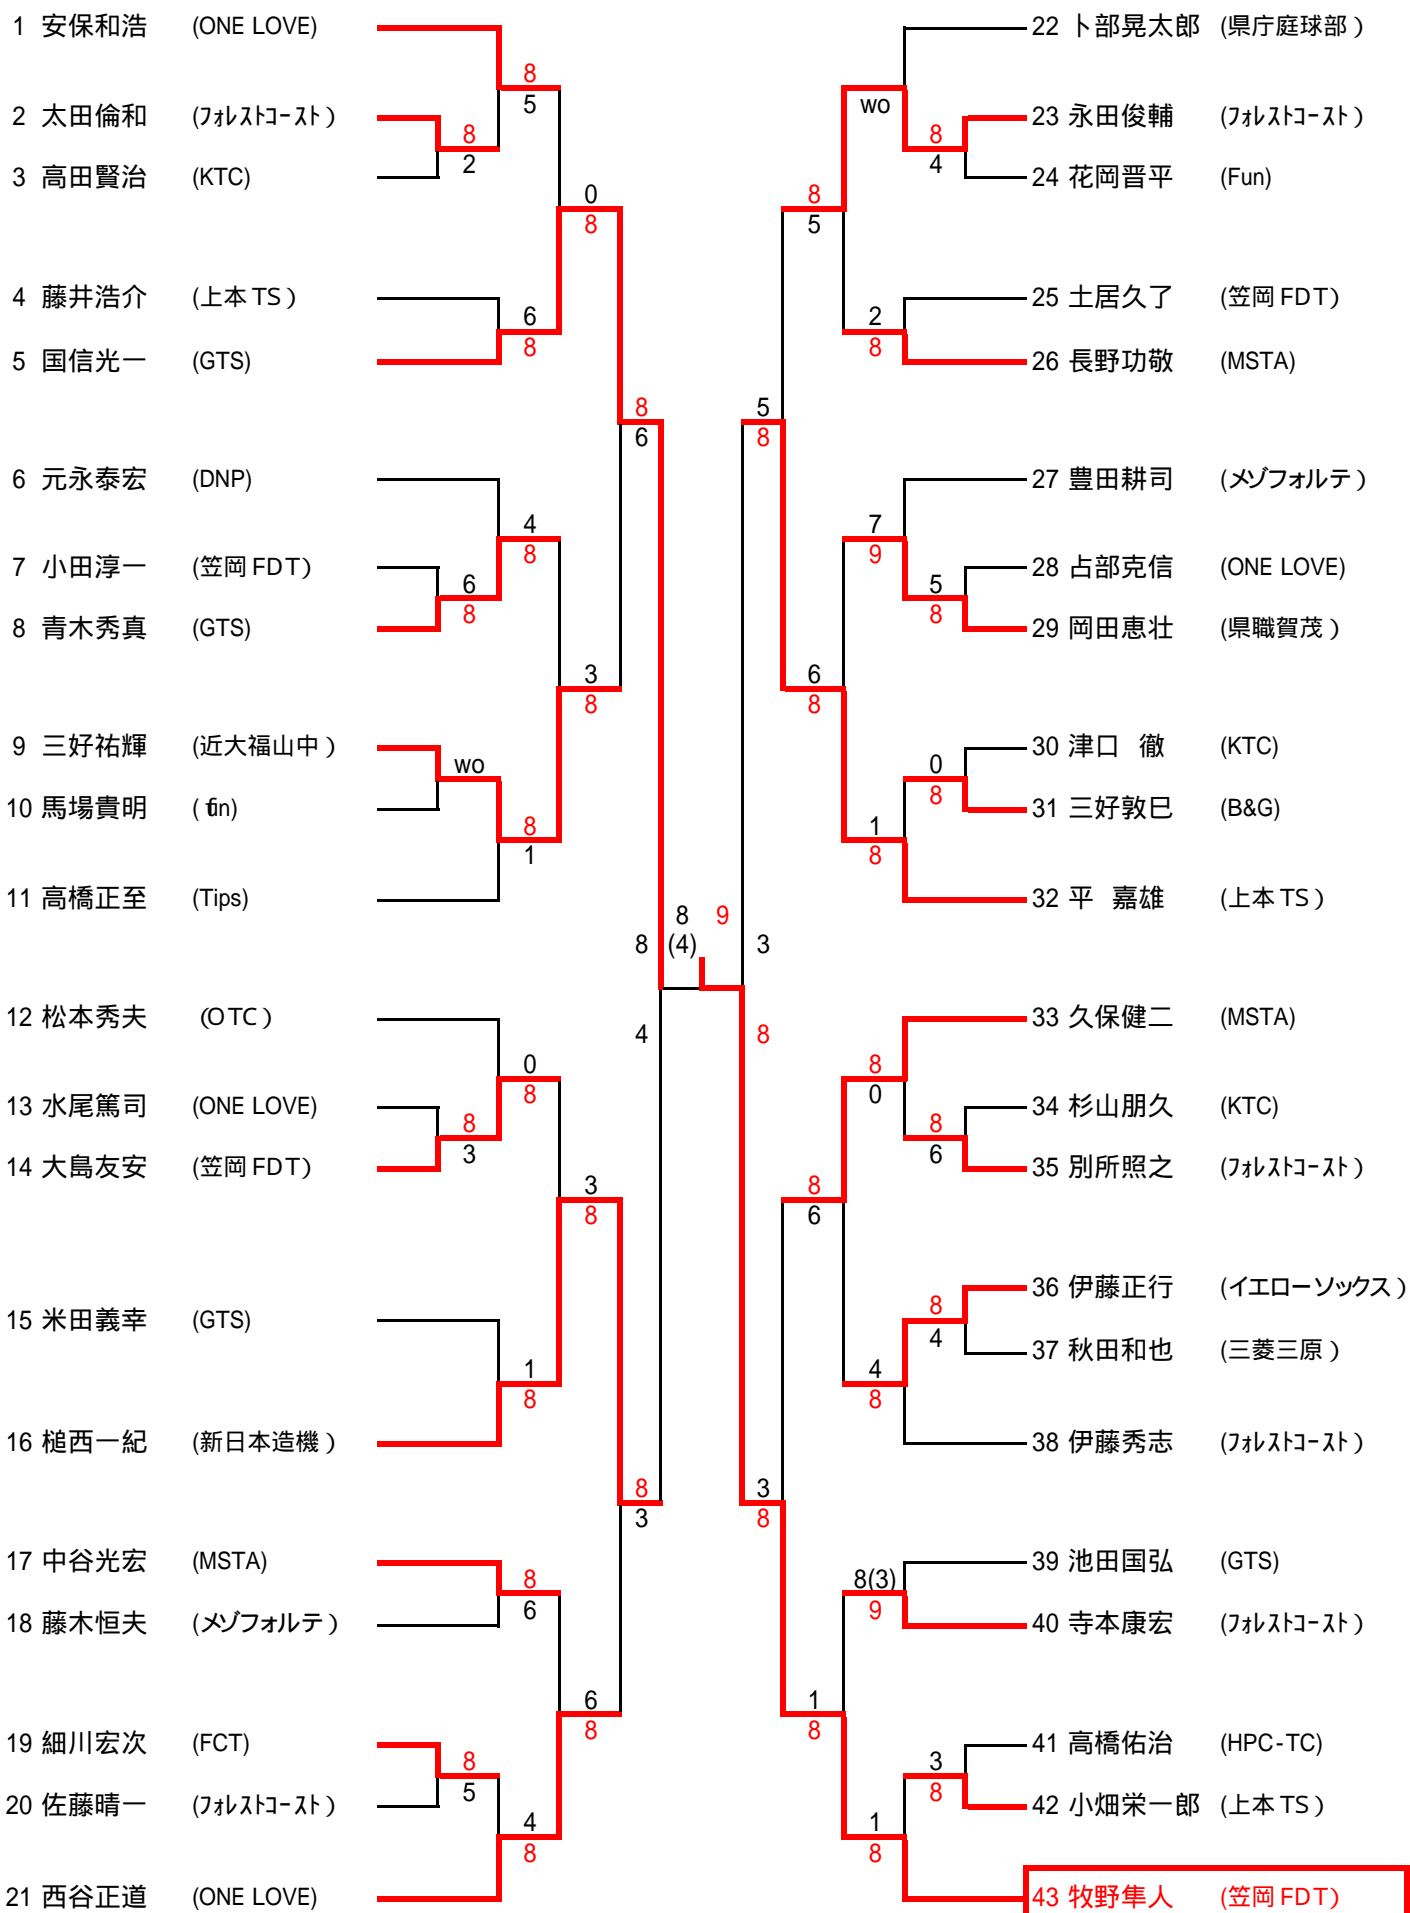 1 安保和浩 (ONE LOVE)
8
5
2 太田倫和 (フォレストコースト)
8
2
3 高田賢治 (KTC)
0
8
4 藤井浩介 (上本TS)
6
8
5 国信光一 (GTS)
8
6
6 元永泰宏 (DNP)
4
8
7 小田淳一 (笠岡FDT)
6
8
8 青木秀真 (GTS)
3
8
9 三好祐輝 (近大福山中)
wo
10 馬場貴明
8
1
11 高橋正至 (Tips)
8
8 9
(4)
3
4
8
12 松本秀夫 (OTC)
0
8
13 水尾篤司 (ONE LOVE)
8
3
14 大島友安 (笠岡FDT)
3
8
15 米田義幸 (GTS)
1
8
16 槌西一紀 (新日本造機)
8
3
17 中谷光宏 (MSTA)
8
6
18 藤木恒夫 (メゾフォルテ)
6
8
19 細川宏次 (FCT)
8
5
20 佐藤晴一 (フォレストコースト)
4
8
21 西谷正道 (ONE LOVE)
22 卜部晃太郎 (県庁庭球部)
wo
23 永田俊輔 (フォレストコースト)
8
4
24 花岡晋平 (Fun)
8
5
25 土居久了 (笠岡FDT)
2
8
26 長野功敬 (MSTA)
5
8
27 豊田耕司 (メゾフォルテ)
7
9
28 占部克信 (ONE LOVE)
5
8
29 岡田恵壮 (県職賀茂)
6
8
30 津口 徹 (KTC)
0
8
31 三好敦巳 (B&G)
1
8
32 平 嘉雄 (上本TS)
33 久保健二 (MSTA)
8
0
34 杉山朋久 (KTC)
8
6
35 別所照之 (フォレストコースト)
8
6
36 伊藤正行 (イエローソックス)
8
4
37 秋田和也 (三菱三原)
4
8
38 伊藤秀志 (フォレストコースト)
3
8
39 池田国弘 (GTS)
8(3)
9
40 寺本康宏 (フォレストコースト)
1
8
41 高橋佑治 (HPC-TC)
3
8
42 小畑栄一郎 (上本TS)
1
8
43 牧野隼人 (笠岡FDT)